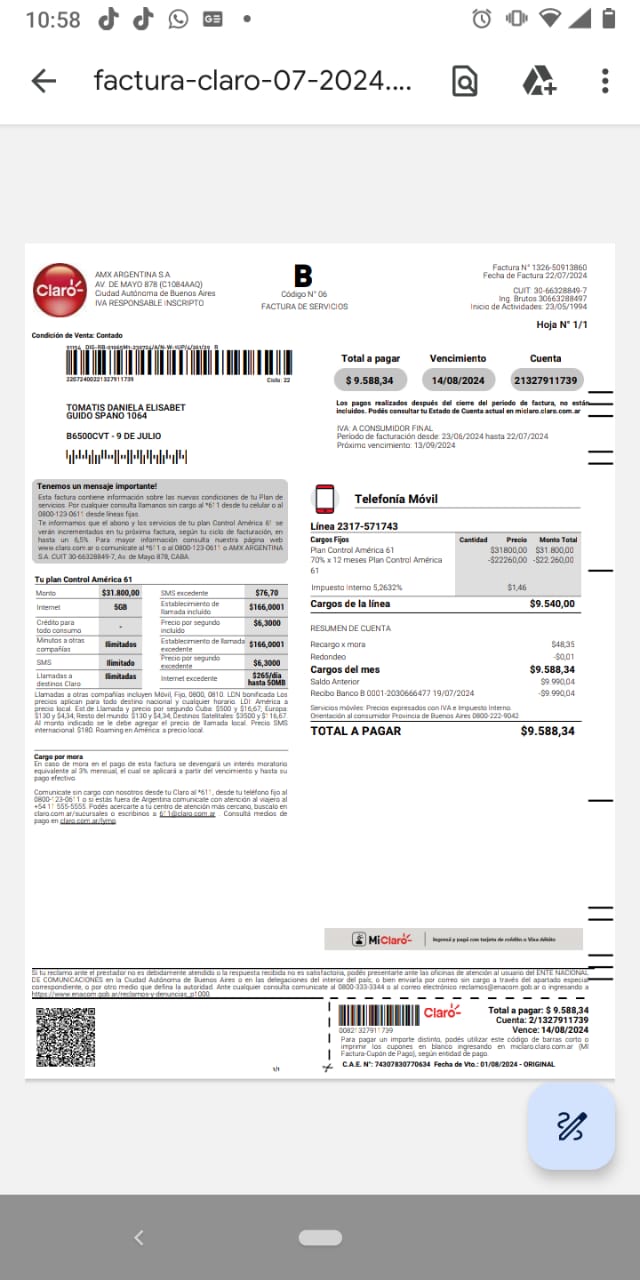 10:58
factura-claro-07-2024....
Claro
AMX ARGENTINA S.A
AV. DE MAYO 878 (C1084AAQ)
Ciudad Autónoma de Buenos Aires
IVA RESPONSABLE INSCRIPTO
B
Código N° 06
FACTURA DE SERVICIOS
Factura N° 1326-50913860
Fecha de Factura 22/07/2024
CUIT: 30-66328849-7
Ing. Brutos 30663288497
Inicio de Actividades: 23/05/1994
Hoja N° 1/1
Condición de Venta: Contado
Ciclo: 22
Total a pagar Vencimiento Cuenta
$ 9.588,34 14/08/2024 21327911739
Los pagos realizados después del cierre del periodo de factura, no están
incluidos. Podés consultar tu Estado de Cuenta actual en miclaro.claro.com.ar
TOMATIS DANIELA ELISABET
GUIDO SPANO 1064
B6500CVT - 9 DE JULIO
IVA: A CONSUMIDOR FINAL
Período de facturación desde: 23/06/2024 hasta 22/07/2024
Próximo vencimiento: 13/09/2024
Tenemos un mensaje importante!
Esta factura contiene información sobre las nuevas condiciones de tu Plan de
servicios. Por cualquier consulta llamanos sin cargo al *611 desde tu celular o al
0800-123-0611 desde líneas fijas.
Te informamos que el abono y los servicios de tu plan Control América 61 se
verán incrementados en tu próxima factura, según tu ciclo de facturación, en
hasta un 6,5%. Para mayor información consulta nuestra página web
www.claro.com.ar o comunicate al *611 o al 0800-123-0611 o AMX ARGENTINA
S.A. CUIT 30-66328849-7, Av. de Mayo 878, CABA.
Tu plan Control América 61
Monto $31.800,00 SMS excedente $76,70
Internet 5GB Establecimiento de llamada incluído $166,0001
Crédito para todo consumo - Precio por segundo incluído $6,3000
Minutos a otras compañías Ilimitados Establecimiento de llamada excedente $166,0001
SMS Ilimitado Precio por segundo excedente $6,3000
Llamadas a destinos Claro Ilimitadas Internet excedente $265/día hasta 50MB
Llamadas a otras compañías incluyen Móvil, Fijo, 0800, 0810. LDN bonificada Los
precios aplican para todo destino nacional y cualquier horario. LDI: América a
precio local. Est.de Llamada y precio por segundo Cuba: $500 y $16,67; Europa:
$130 y $4,34; Resto del mundo: $130 y $4,34; Destinos Satelitales: $3500 y $116,67.
Al monto indicado se le debe agregar el precio de llamada local. Precio SMS
internacional: $180. Roaming en América: a precio local.
Cargo por mora
En caso de mora en el pago de esta factura se devengará un interés moratorio
equivalente al 3% mensual, el cual se aplicará a partir del vencimiento y hasta su
pago efectivo.
Comunicate sin cargo con nosotros desde tu Claro al *611, desde tu teléfono fijo al
0800-123-0611 o si estás fuera de Argentina comunicate con atención al viajero al
+54 11 555-5555. Podés acercarte a tu centro de atención más cercano, buscalo en
claro.com.ar/sucursales o escribinos a 611@claro.com.ar . Consultá medios de
pago en claro.com.ar/fymp.
Telefonía Móvil
Línea 2317-571743
Cargos Fijos Cantidad Precio Monto Total
Plan Control América 61 $31800,00 $31.800,00
70% x 12 meses Plan Control América -$22260,00 -$22.260,00
61
Impuesto Interno 5,2632% $1,46
Cargos de la línea $9.540,00
RESUMEN DE CUENTA
Recargo x mora $48,35
Redondeo -$0,01
Cargos del mes $9.588,34
Saldo Anterior $9.990,04
Recibo Banco B 0001-2030666477 19/07/2024 -$9.990,04
Servicios móviles: Precios expresados con IVA e Impuesto Interno.
Orientación al consumidor Provincia de Buenos Aires 0800-222-9042
TOTAL A PAGAR $9.588,34
MiClaro
Ingresá y pagá con tarjeta de crédito o Visa débito
Si tu reclamo ante el prestador no es debidamente atendido o la respuesta recibida no es satisfactoria, podés presentarte ante las oficinas de atención al usuario del ENTE NACIONAL
DE COMUNICACIONES en la Ciudad Autónoma de Buenos Aires o en las delegaciones del interior del país, o bien enviarla por correo sin cargo a través del apartado especial
correspondiente, o por otro medio que defina la autoridad. Ante cualquier consulta comunicate al 0800-333-3344 o al correo electrónico reclamos@enacom.gob.ar o ingresando a
https://www.enacom.gob.ar/reclamos-y-denuncias_p1000.
1/1
Claro
Total a pagar: $ 9.588,34
Cuenta: 2/1327911739
Vence: 14/08/2024
Para pagar un importe distinto, podés utilizar este código de barras corto o
imprimir los cupones en blanco ingresando en miclaro.claro.com.ar (MI
Factura-Cupón de Pago), según entidad de pago.
C.A.E. N°: 74307830770634 Fecha de Vto.: 01/08/2024 - ORIGINAL